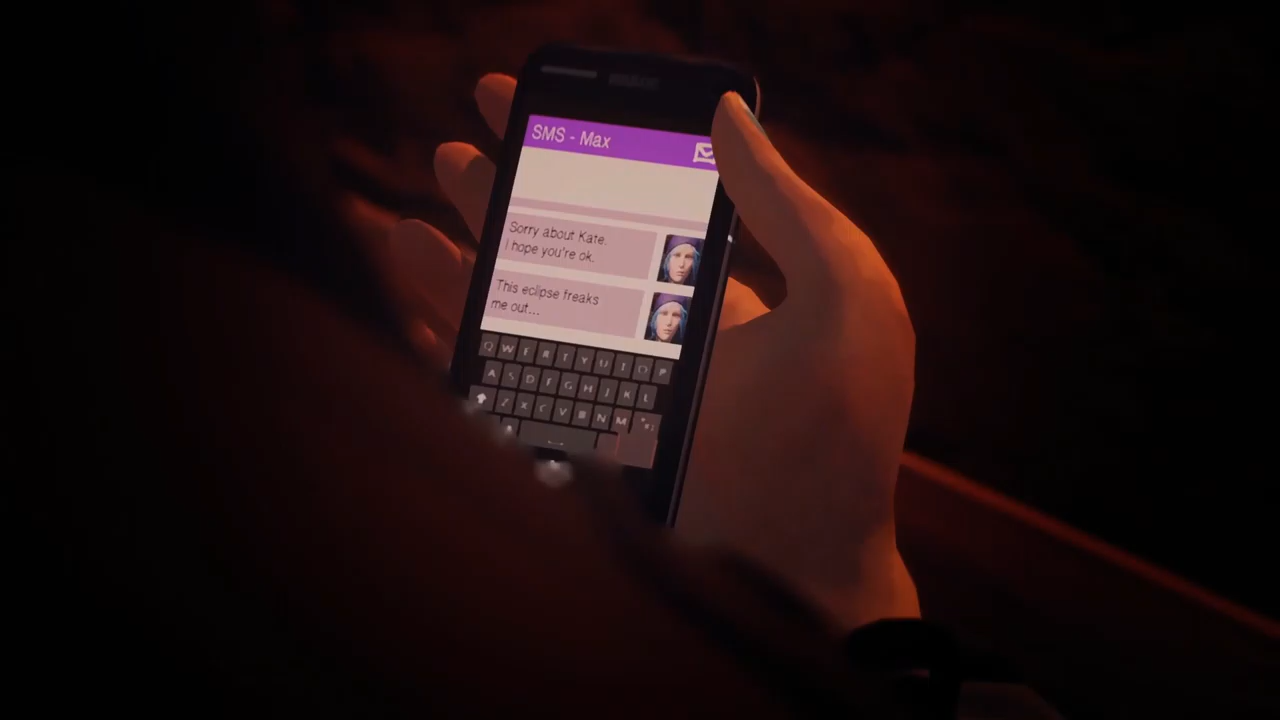 SMS - Max
Sorry about Kate.
I hope you're ok.
This eclipse freaks
me out...
Q W E R T Y U I O P
A S D F G H J K L
Z X C V B N M